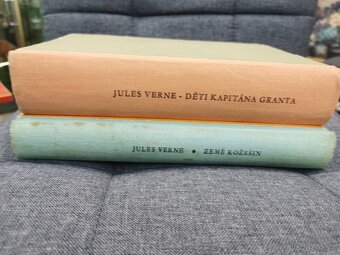 JULES VERNE • DĚTI KAPITÁNA GRANTA
JULES VERNE • ZEMĚ KOŽEŠIN